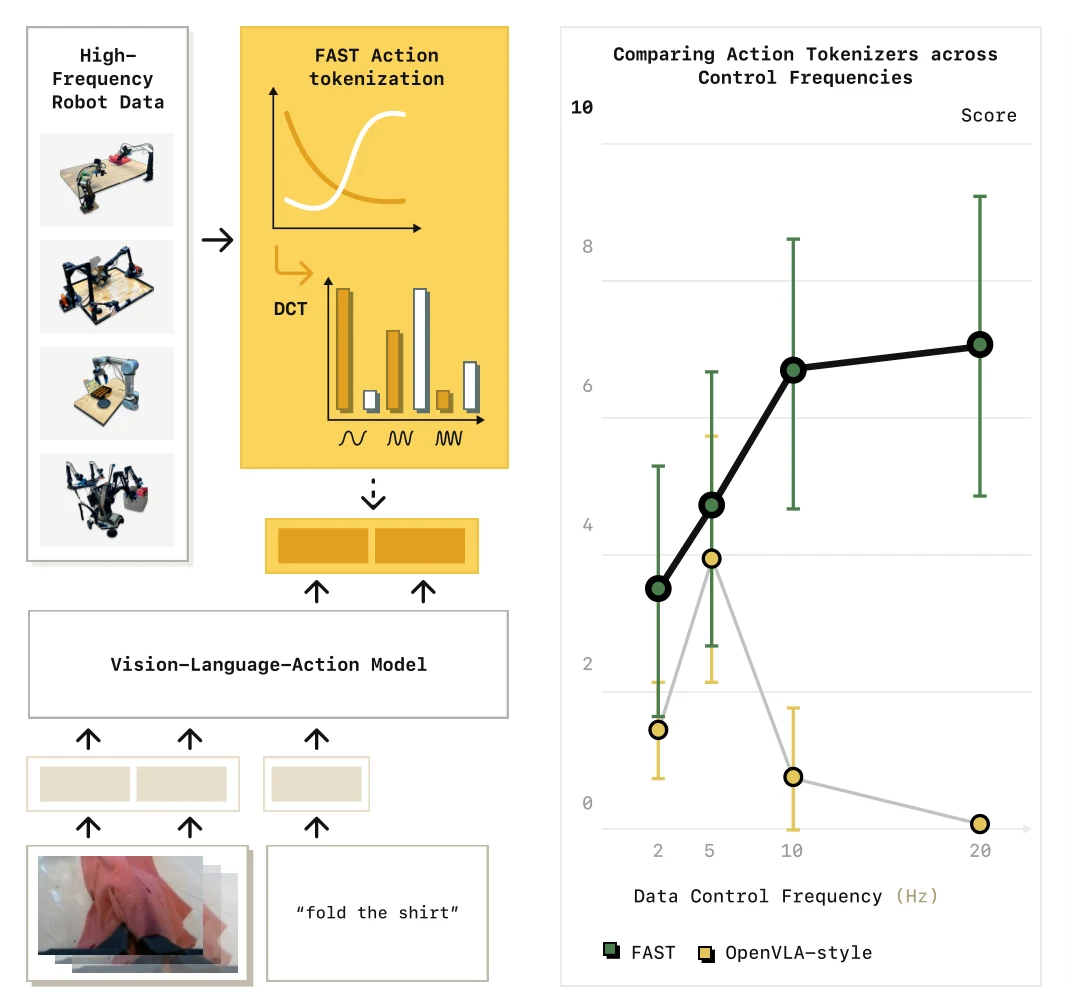 High-
Frequency
Robot Data
FAST Action
tokenization
DCT
Vision-Language-Action Model
“fold the shirt”
Comparing Action Tokenizers across
Control Frequencies
10
Score
8
6
4
2
0
2 5 10 20
Data Control Frequency (Hz)
FAST OpenVLA-style